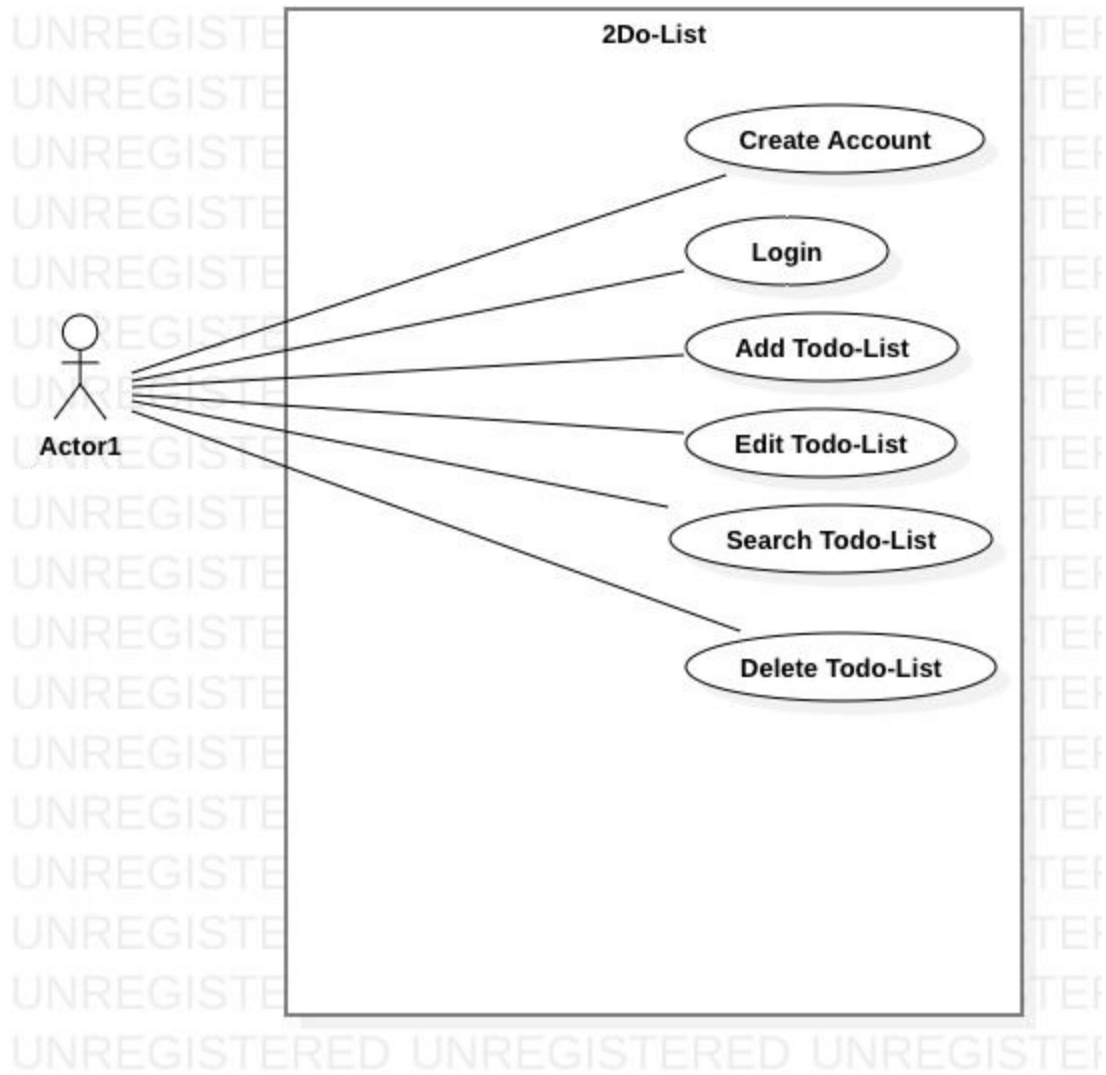 2Do-List
Create Account
Login
Add Todo-List
Edit Todo-List
Search Todo-List
Delete Todo-List
Actor1
UNREGISTERED UNREGISTERED UNREGISTER